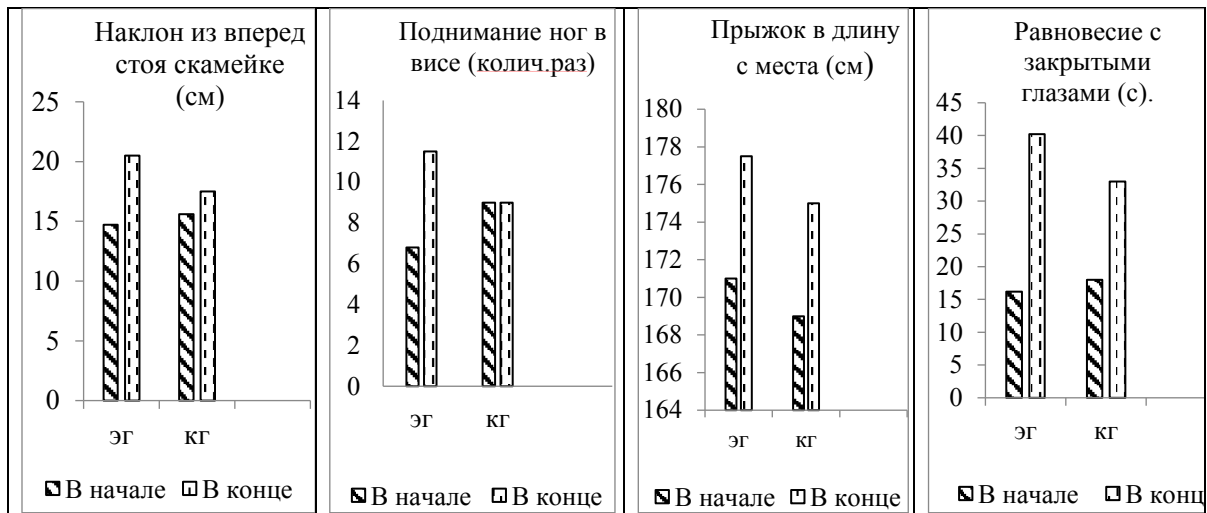 Наклон из вперед
стоя скамейке
(см)
25
20
15
10
5
0
эг
кг
В начале
В конце
Поднимание ног в
висе (колич.раз)
14
12
10
8
6
4
2
0
эг
кг
В начале
В конце
Прыжок в длину
с места (см)
180
178
176
174
172
170
168
166
164
эг
кг
В начале
В конце
Равновесие с
закрытыми
глазами (с).
45
40
35
30
25
20
15
10
5
0
эг
кг
В начале
В конц